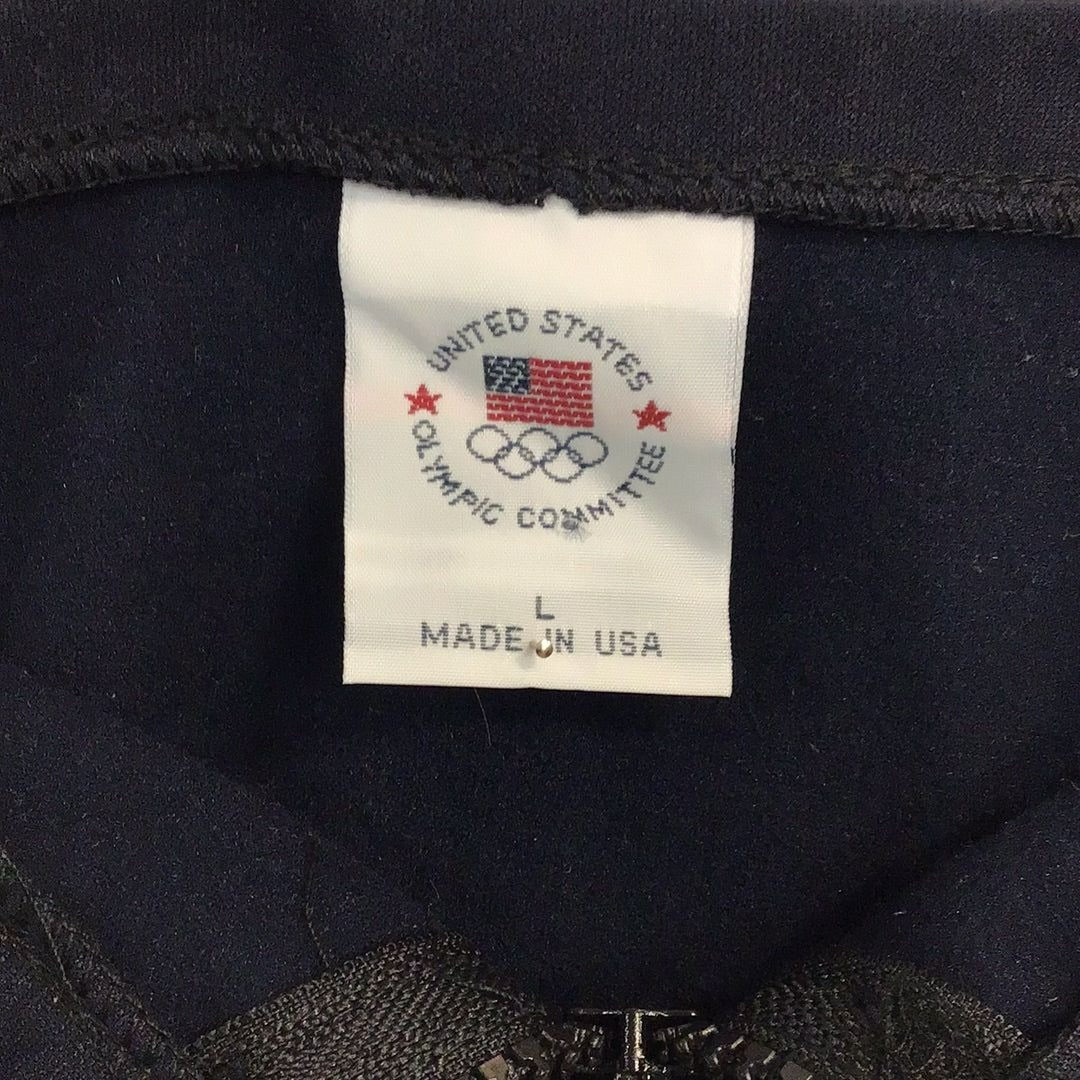 UNITED STATES
OLYMPIC COMMITTEE
L
MADE IN USA